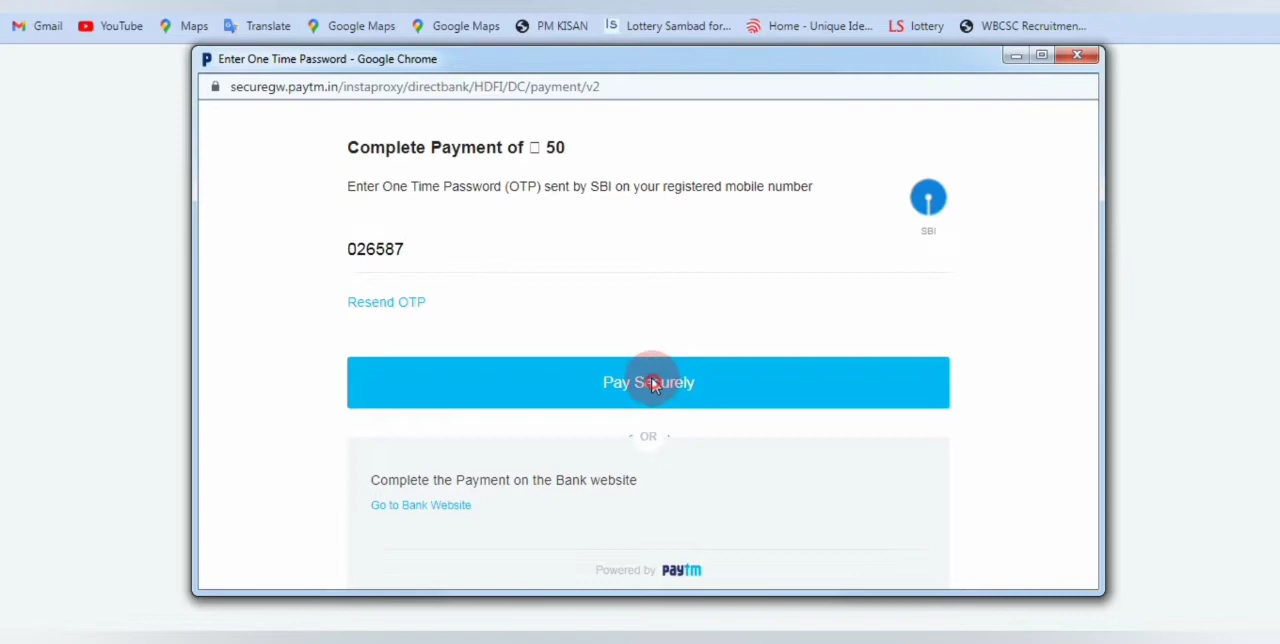 Gmail YouTube Maps Translate Google Maps Google Maps PM KISAN LS Lottery Sambad for... Home - Unique Ide... LS lottery WBCSC Recruitmen...
Enter One Time Password - Google Chrome
securegw.paytm.in/instaproxy/directbank/HDFI/DC/payment/v2
Complete Payment of □ 50
Enter One Time Password (OTP) sent by SBI on your registered mobile number
SBI
026587
Resend OTP
Pay Securely
OR
Complete the Payment on the Bank website
Go to Bank Website
Powered by paytm